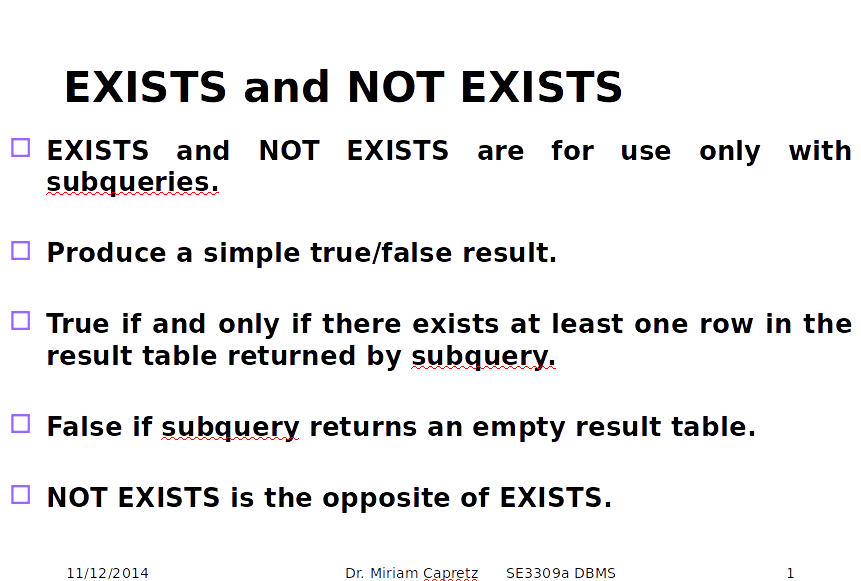 EXISTS and NOT EXISTS
EXISTS and NOT EXISTS are for use only with
subqueries.
Produce a simple true/false result.
True if and only if there exists at least one row in the
result table returned by subquery.
False if subquery returns an empty result table.
NOT EXISTS is the opposite of EXISTS.
11/12/2014 Dr. Miriam Capretz SE3309a DBMS 1